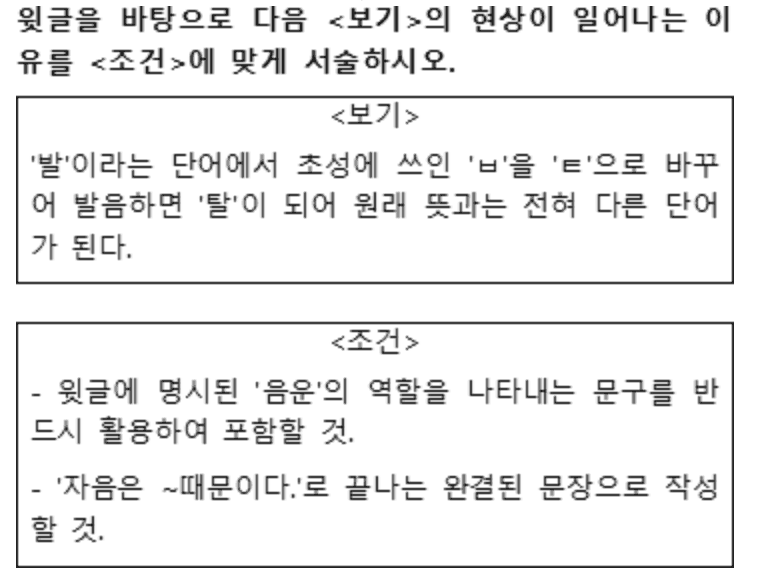 윗글을 바탕으로 다음 <보기>의 현상이 일어나는 이
유를 <조건>에 맞게 서술하시오.
<보기>
'발'이라는 단어에서 초성에 쓰인 'ㅂ'을 'ㅌ'으로 바꾸
어 발음하면 '탈'이 되어 원래 뜻과는 전혀 다른 단어
가 된다.
<조건>
- 윗글에 명시된 '음운'의 역할을 나타내는 문구를 반
드시 활용하여 포함할 것.
- '자음은 ~때문이다.'로 끝나는 완결된 문장으로 작성
할 것.